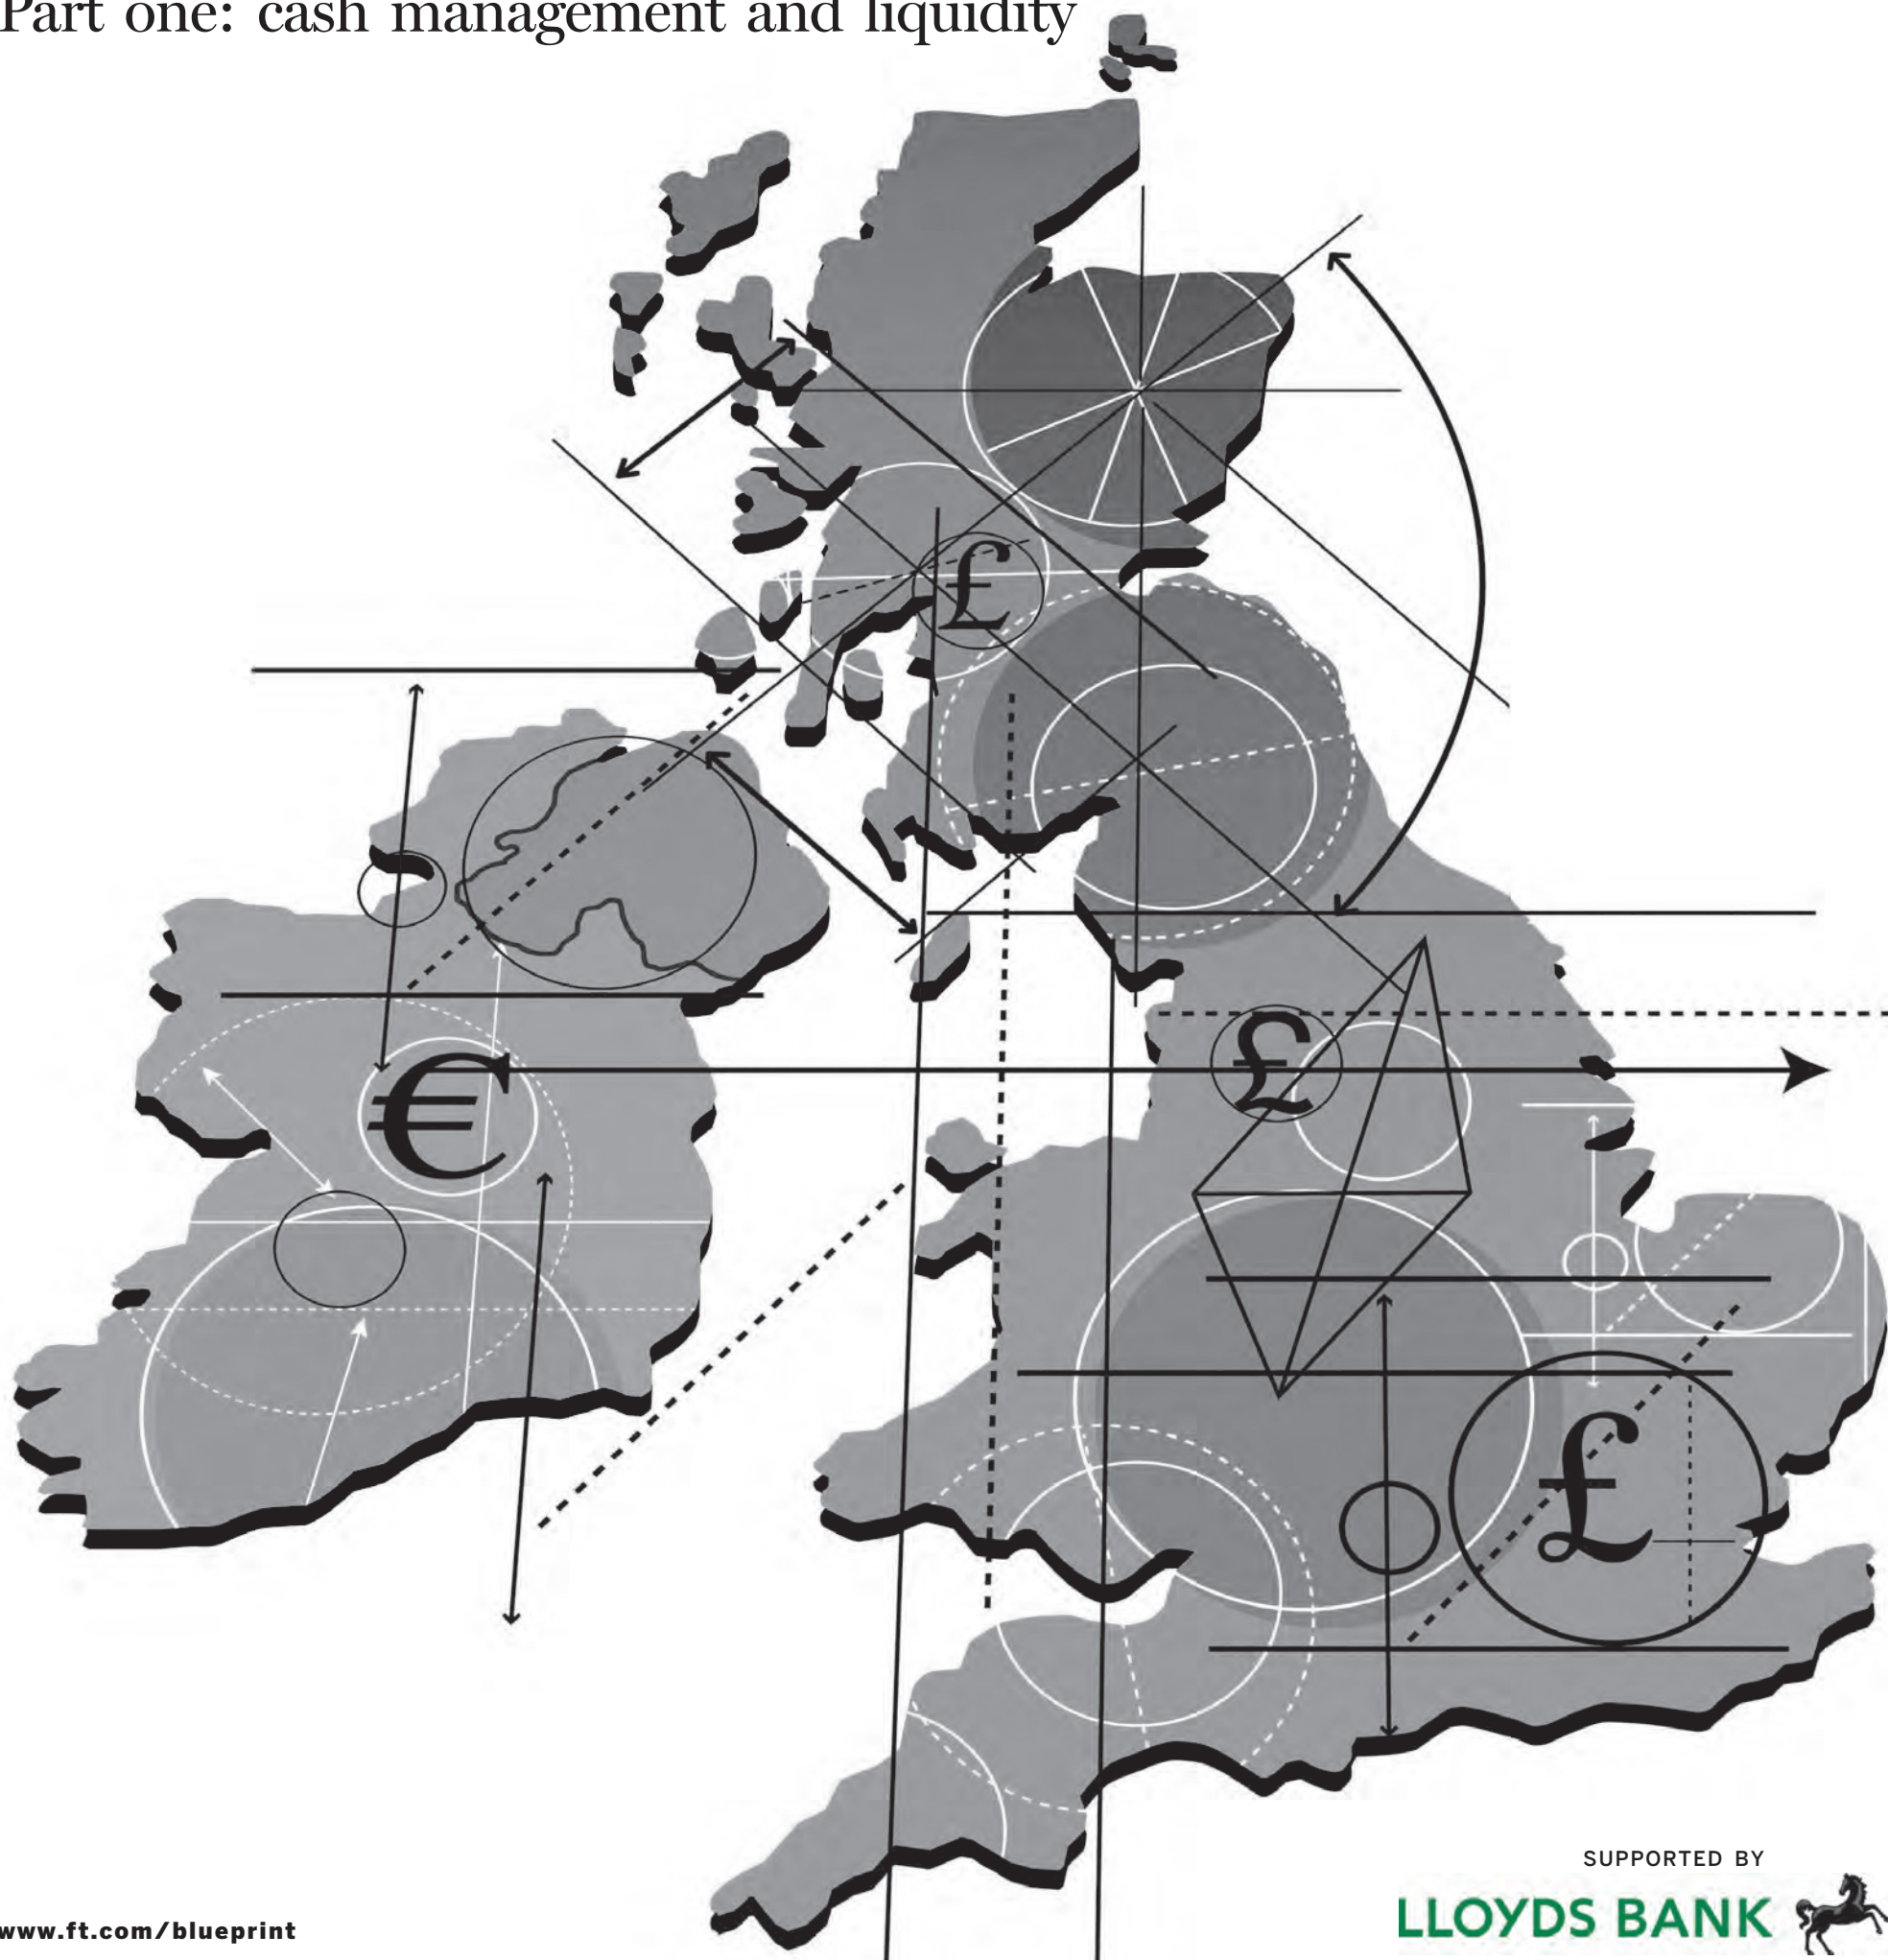 Part one: cash management and liquidity
£
£
€
£
SUPPORTED BY
LLOYDS BANK
www.ft.com/blueprint